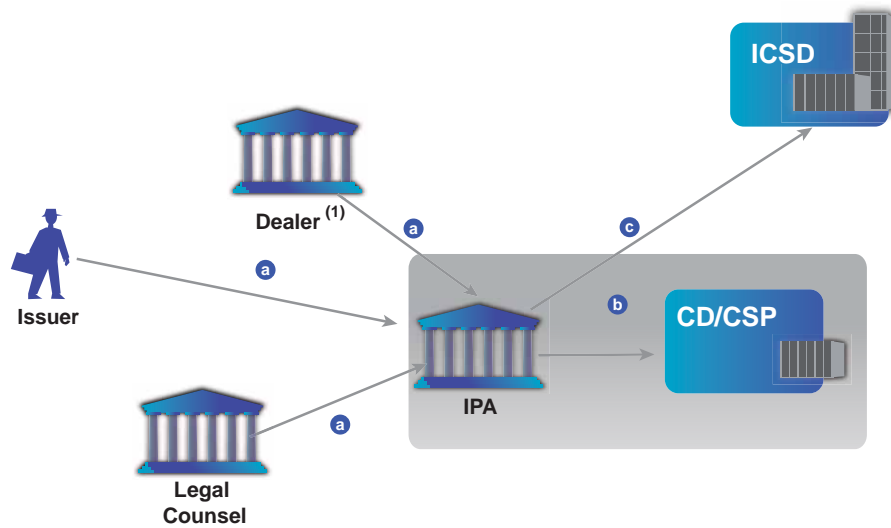 ICSD
Dealer (1)
a
c
a
Issuer
b
CD/CSP
IPA
a
Legal
Counsel